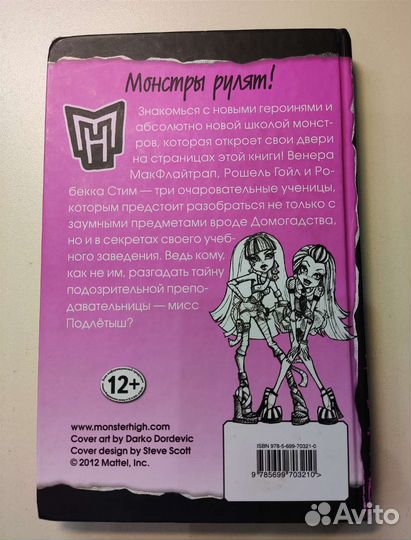 Монстры рулят!
Знакомься с новыми героинями и
абсолютно новой школой монст-
ров, которая откроет свои двери
на страницах этой книги! Венера
МакФлайтрап, Рошель Гойл и Ро-
бекка Стим — три очаровательные ученицы,
которым предстоит разобраться не только с
заумными предметами вроде Домогадства,
но и в секретах своего учеб-
ного заведения. Ведь кому,
как не им, разгадать тайну
подозрительной препо-
давательницы — мисс
Подлётыш?
12+
www.monsterhigh.com
Cover art by Darko Dordevic
Cover design by Steve Scott
© 2012 Mattel, Inc.
ISBN 978-5-699-70321-0
9 785699 703210 >
Avito